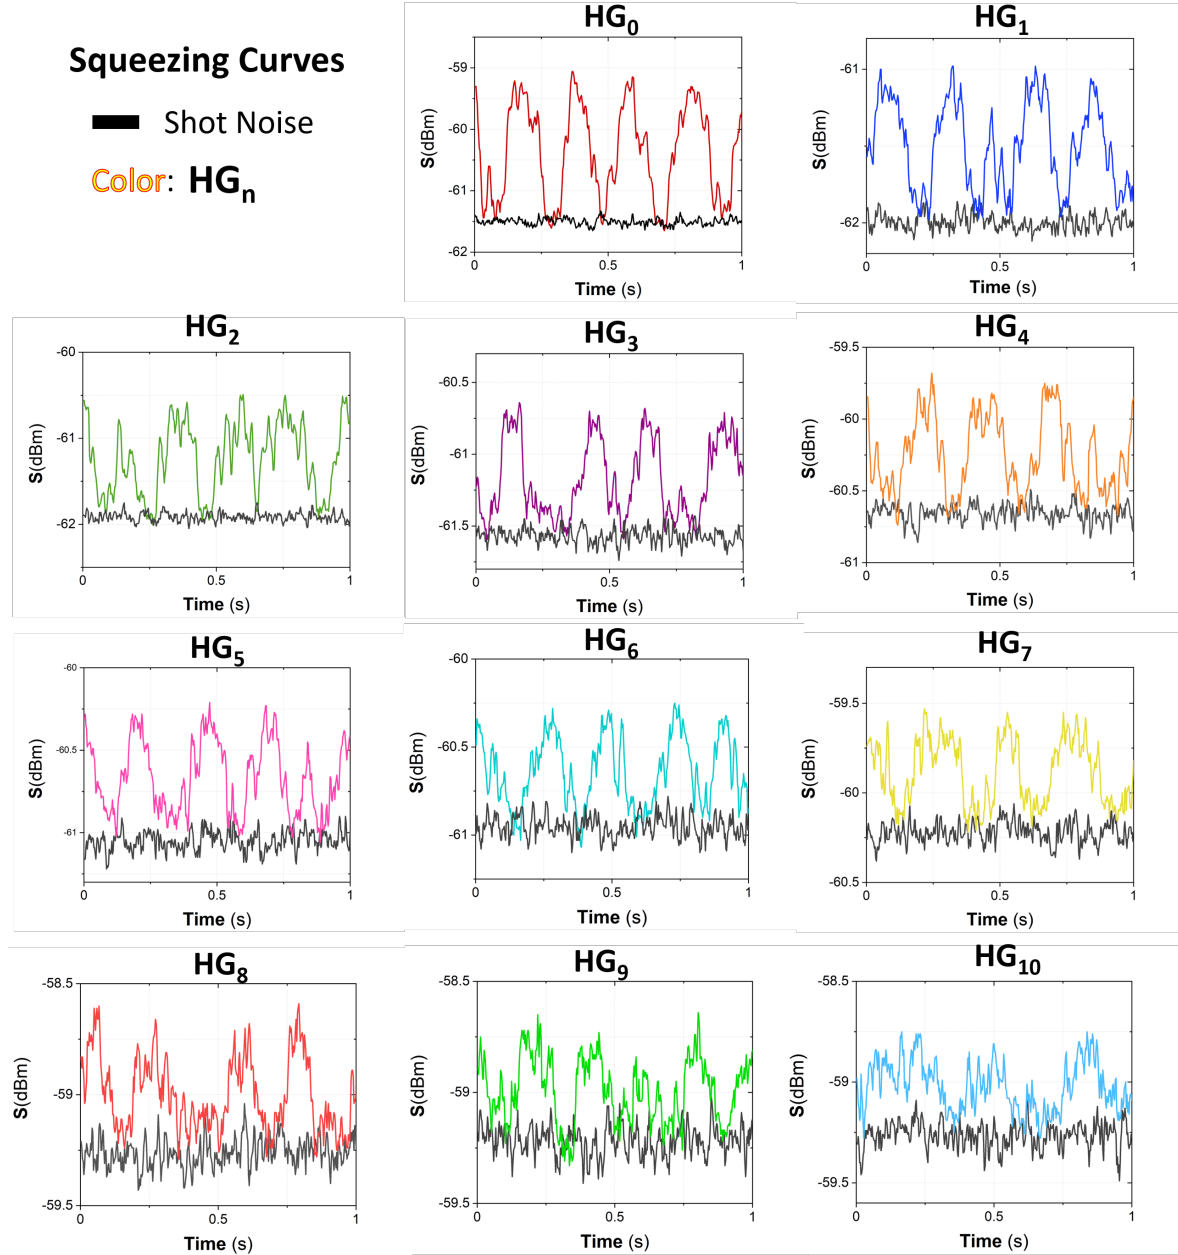 Squeezing Curves
Shot Noise
Color: HGn
HG0
S(dBm)
-59
-60
-61
-62
0 0.5 1
Time (s)
HG1
S(dBm)
-61
-62
0 0.5 1
Time (s)
HG2
S(dBm)
-60
-61
-62
0 0.5 1
Time (s)
HG3
S(dBm)
-60.5
-61
-61.5
0 0.5 1
Time (s)
HG4
S(dBm)
-59.5
-60
-60.5
-61
0 0.5 1
Time (s)
HG5
S(dBm)
-60
-60.5
-61
0 0.5 1
Time (s)
HG6
S(dBm)
-60
-60.5
-61
0 0.5 1
Time (s)
HG7
S(dBm)
-59.5
-60
-60.5
0 0.5 1
Time (s)
HG8
S(dBm)
-58.5
-59
-59.5
0 0.5 1
Time (s)
HG9
S(dBm)
-58.5
-59
-59.5
0 0.5 1
Time (s)
HG10
S(dBm)
-58.5
-59
-59.5
0 0.5 1
Time (s)